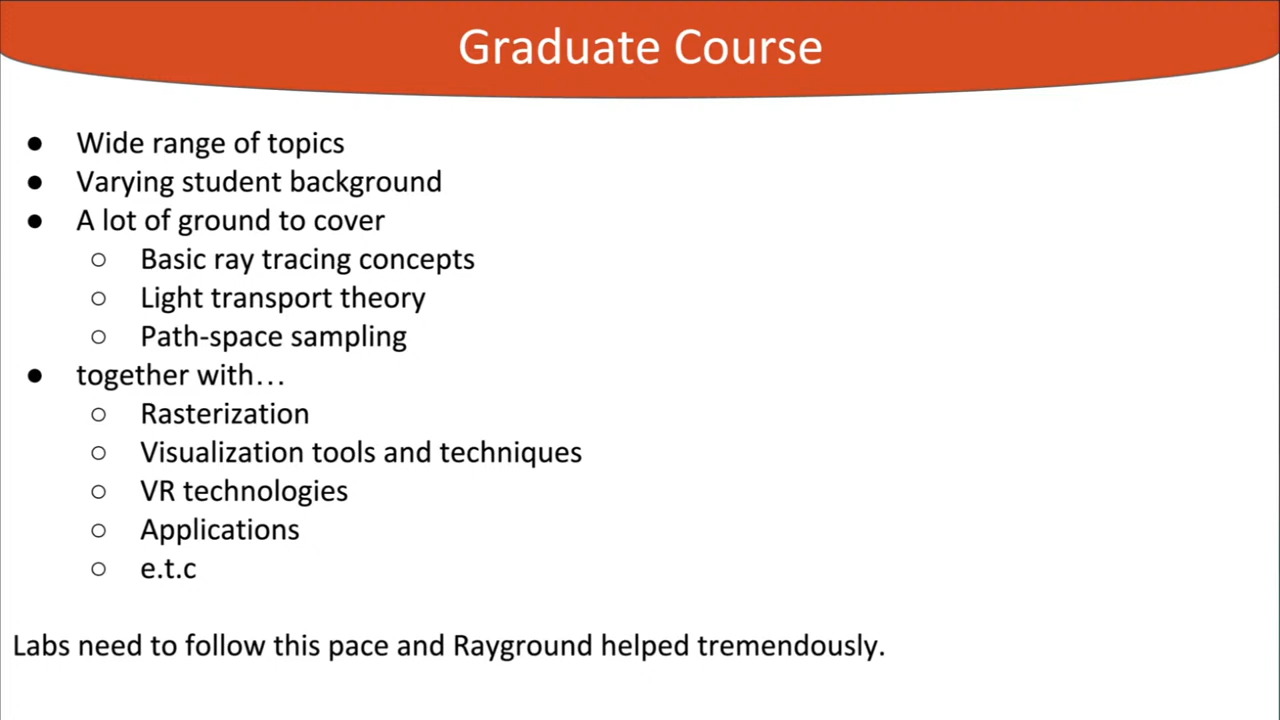 Graduate Course
● Wide range of topics
● Varying student background
● A lot of ground to cover
○ Basic ray tracing concepts
○ Light transport theory
○ Path-space sampling
● together with…
○ Rasterization
○ Visualization tools and techniques
○ VR technologies
○ Applications
○ e.t.c
Labs need to follow this pace and Rayground helped tremendously.